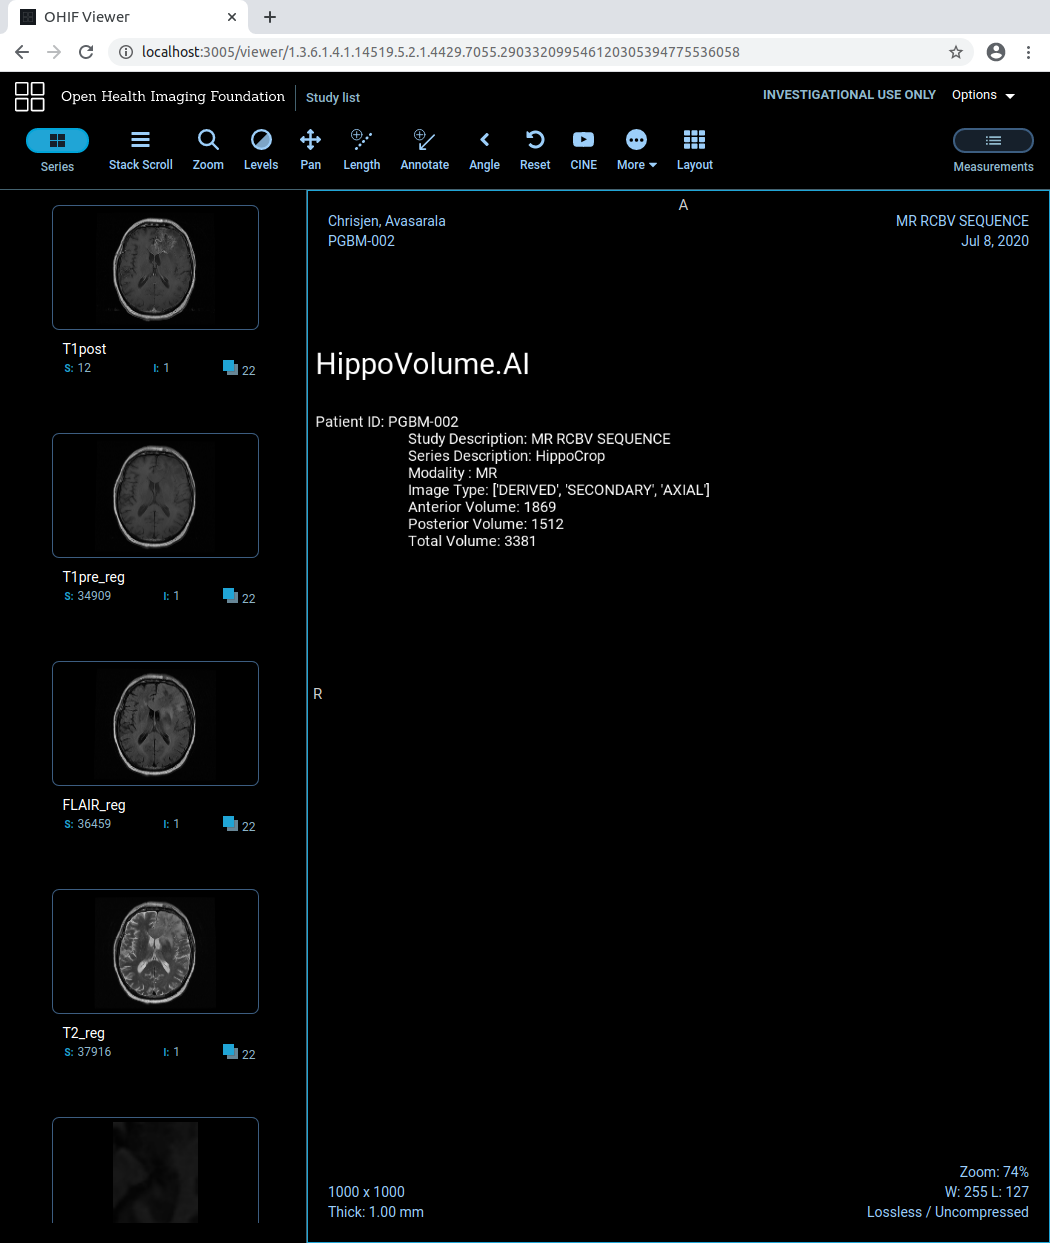 OHIF Viewer
localhost:3005/viewer/1.3.6.1.4.1.14519.5.2.1.4429.7055.290332099546120305394775536058
Open Health Imaging Foundation
Study list
INVESTIGATIONAL USE ONLY
Options
Series
Stack Scroll
Zoom
Levels
Pan
Length
Annotate
Angle
Reset
CINE
More
Layout
Measurements
T1post
S: 12 I: 1 22
T1pre_reg
S: 34909 I: 1 22
FLAIR_reg
S: 36459 I: 1 22
T2_reg
S: 37916 I: 1 22
A
Chrisjen, Avasarala
PGBM-002
MR RCBV SEQUENCE
Jul 8, 2020
HippoVolume.AI
Patient ID: PGBM-002
Study Description: MR RCBV SEQUENCE
Series Description: HippoCrop
Modality : MR
Image Type: ['DERIVED', 'SECONDARY', 'AXIAL']
Anterior Volume: 1869
Posterior Volume: 1512
Total Volume: 3381
R
1000 x 1000
Thick: 1.00 mm
Zoom: 74%
W: 255 L: 127
Lossless / Uncompressed